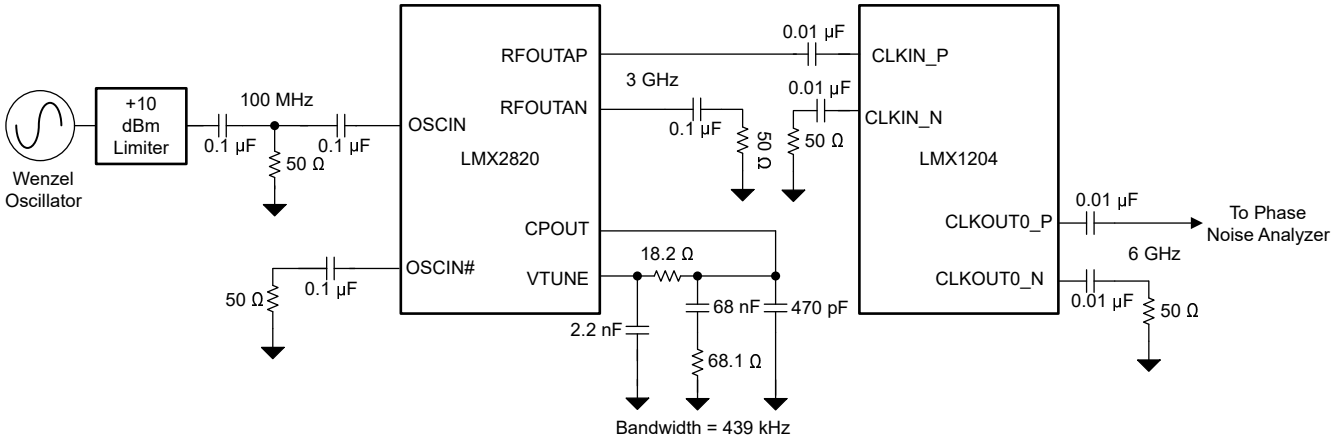 Wenzel
Oscillator
+10
dBm
Limiter
0.1 µF
100 MHz
50 Ω
0.1 µF
50 Ω
0.1 µF
OSCIN
OSCIN#
LMX2820
RFOUTAP
RFOUTAN
CPOUT
VTUNE
3 GHz
0.1 µF
50 Ω
18.2 Ω
2.2 nF
68 nF
470 pF
68.1 Ω
Bandwidth = 439 kHz
0.01 µF
0.01 µF
50 Ω
CLKIN_P
CLKIN_N
LMX1204
CLKOUT0_P
CLKOUT0_N
0.01 µF
6 GHz
0.01 µF
50 Ω
To Phase
Noise Analyzer